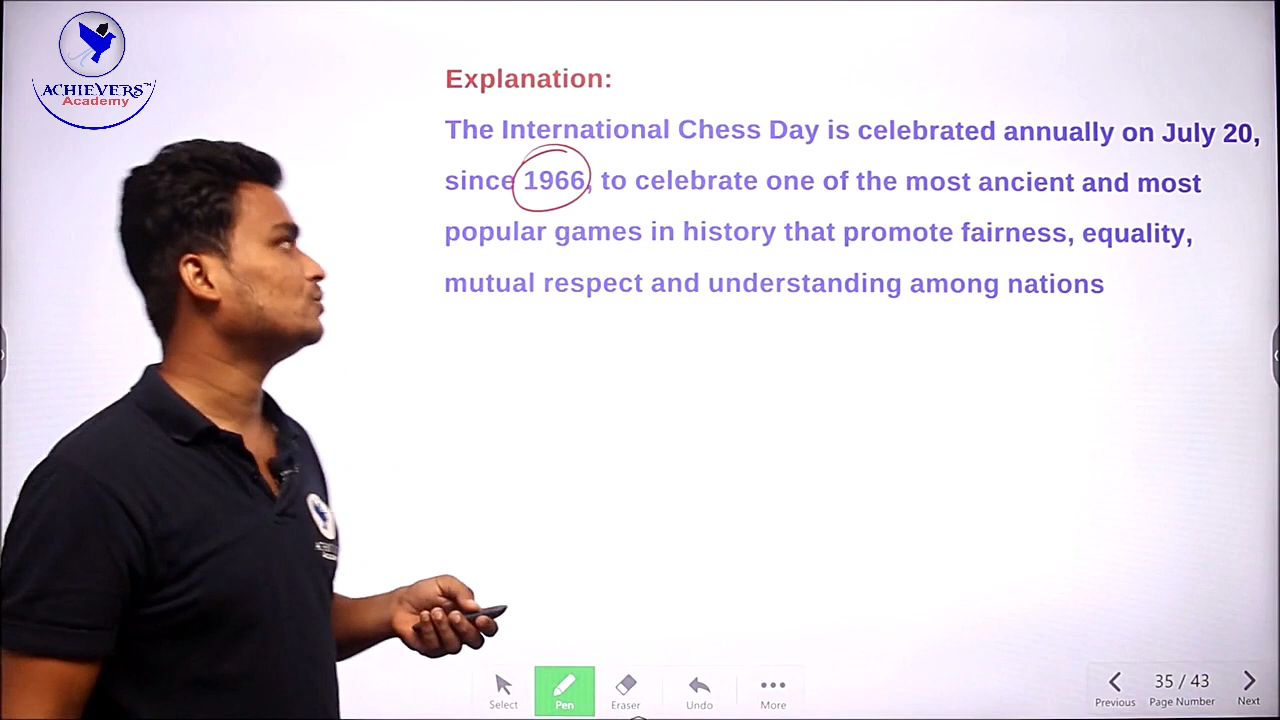 ACHIEVERS™
Academy
Explanation:
The International Chess Day is celebrated annually on July 20,
since 1966, to celebrate one of the most ancient and most
popular games in history that promote fairness, equality,
mutual respect and understanding among nations
Select
Pen
Eraser
Undo
More
Previous
35 / 43
Page Number
Next